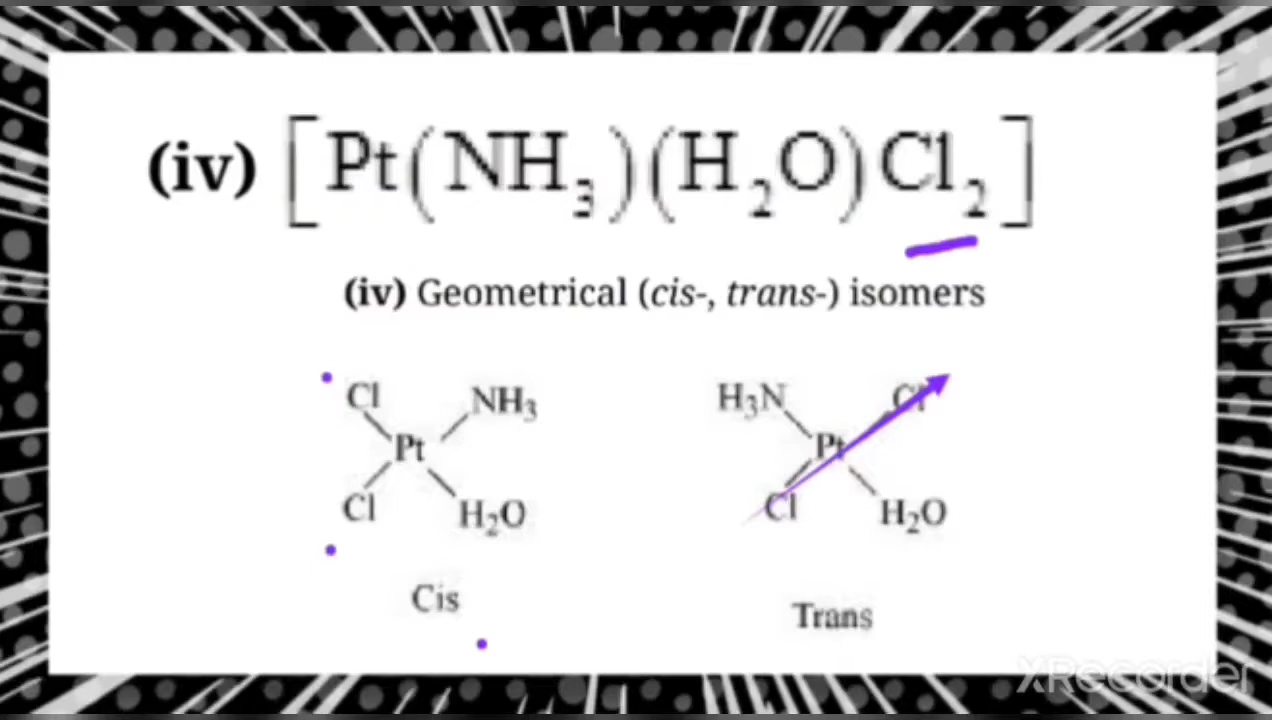 (iv) [Pt(NH₃)(H₂O)Cl₂]
(iv) Geometrical (cis-, trans-) isomers
Cl NH₃
Pt
Cl H₂O
Cis
H₃N Cl
Pt
Cl H₂O
Trans
XRecorder